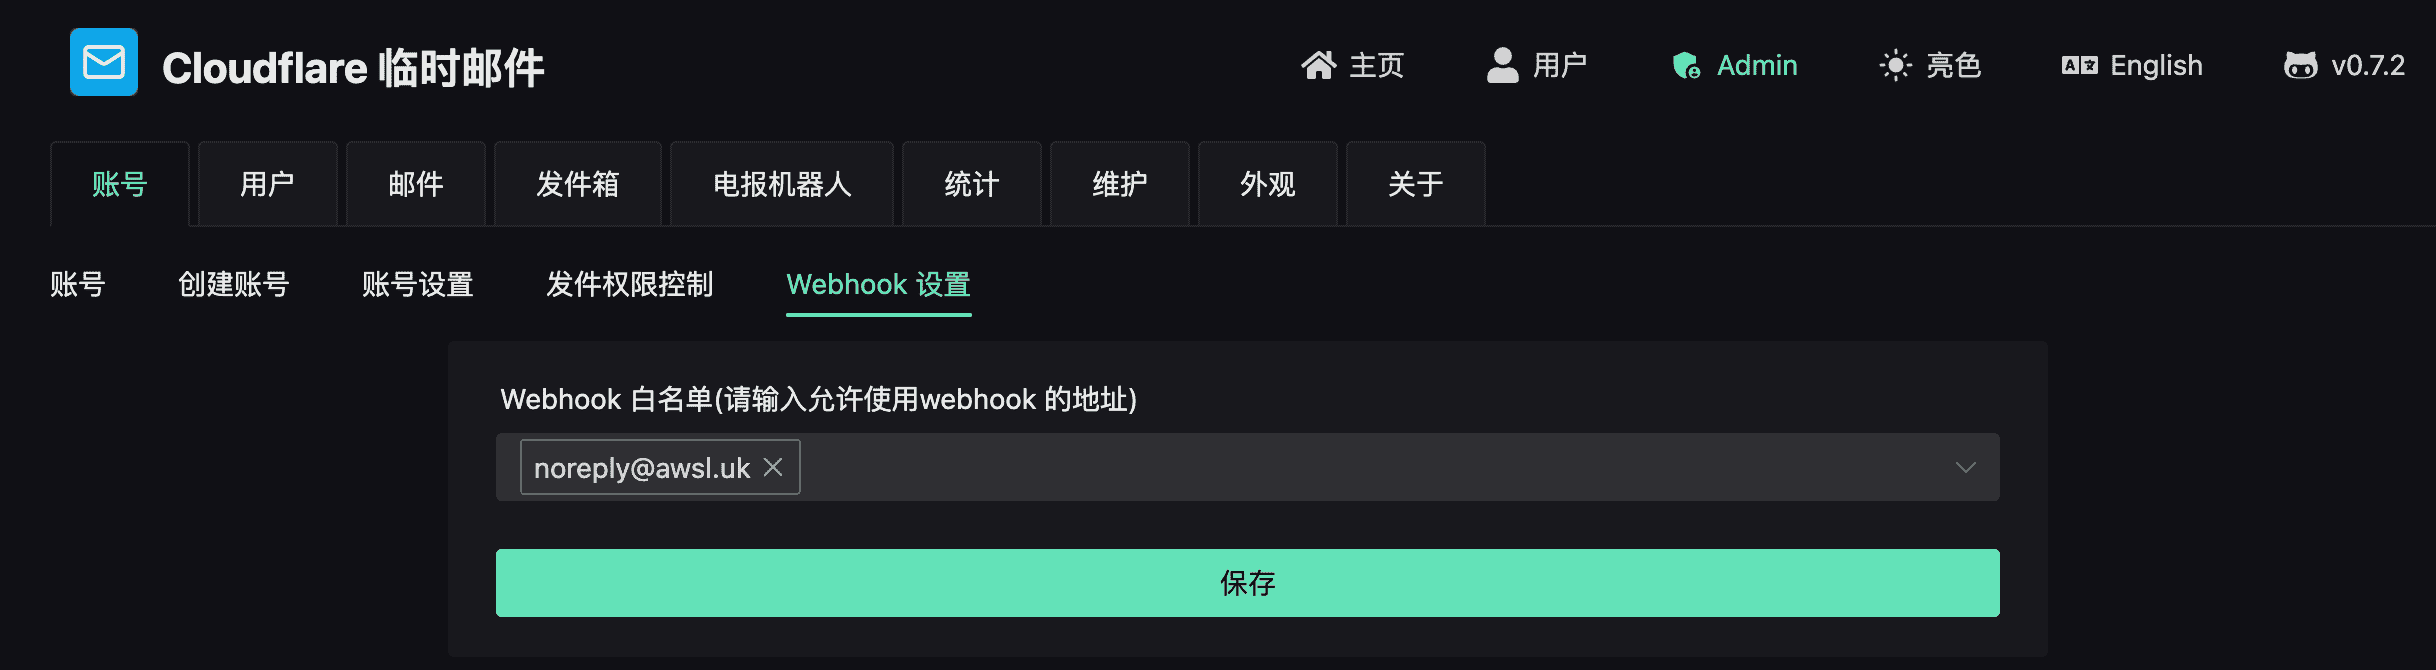 Cloudflare 临时邮件 主页 用户 Admin 亮色 English v0.7.2
账号 用户 邮件 发件箱 电报机器人 统计 维护 外观 关于
账号 创建账号 账号设置 发件权限控制 Webhook 设置
Webhook 白名单(请输入允许使用webhook 的地址)
noreply@awsl.uk
保存